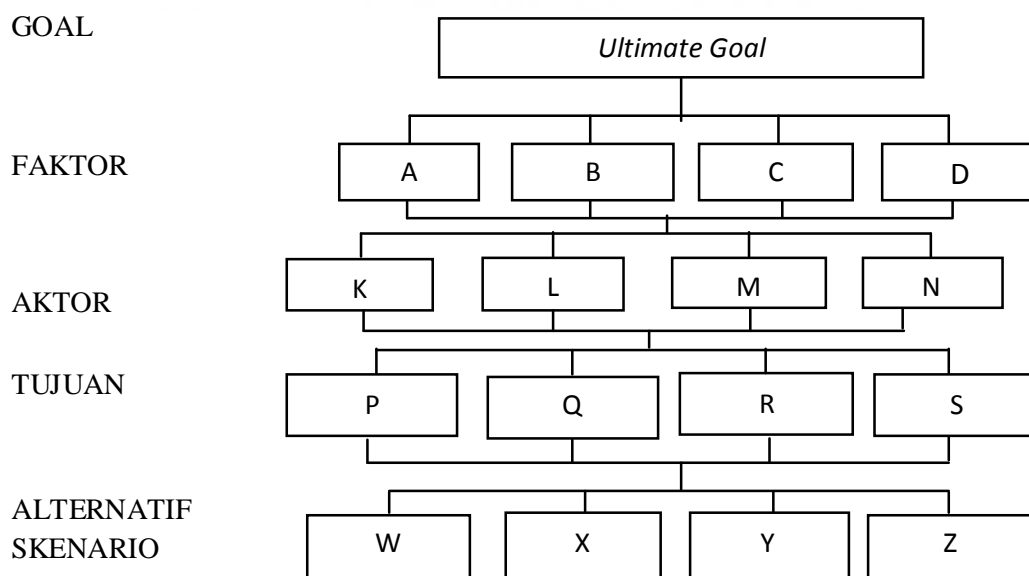 GOAL
Ultimate Goal
FAKTOR
A
B
C
D
AKTOR
K
L
M
N
TUJUAN
P
Q
R
S
ALTERNATIF
SKENARIO
W
X
Y
Z